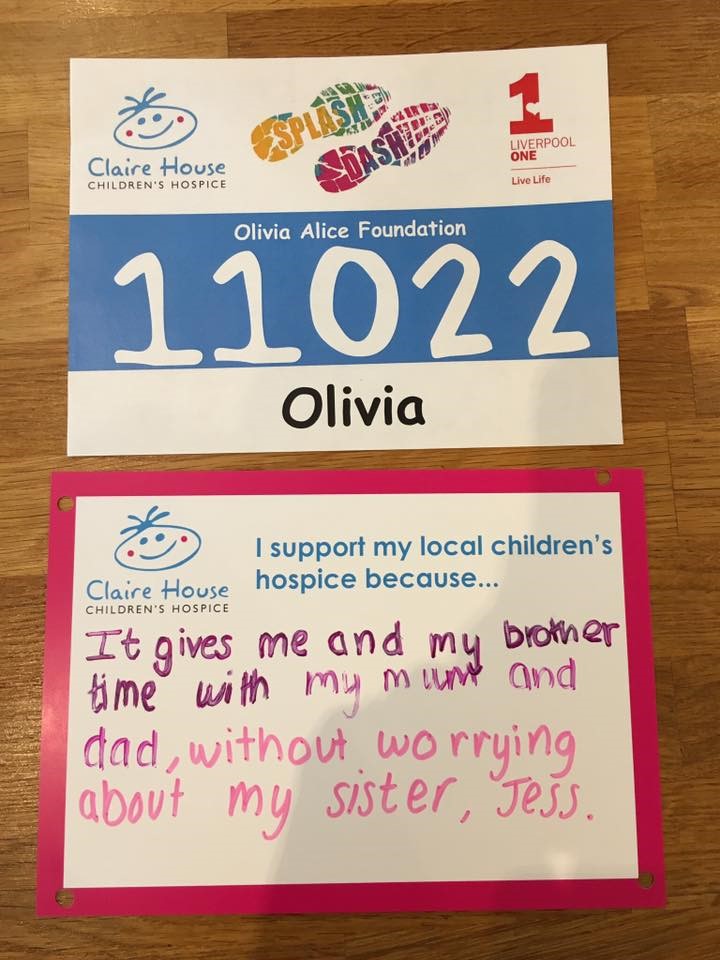 Claire House
CHILDREN'S HOSPICE
SPLASH
DASH
1
LIVERPOOL
ONE
Live Life
Olivia Alice Foundation
11022
Olivia
Claire House
CHILDREN'S HOSPICE
I support my local children's
hospice because...
It gives me and my brother
time with my mum and
dad, without worrying
about my sister, Jess.